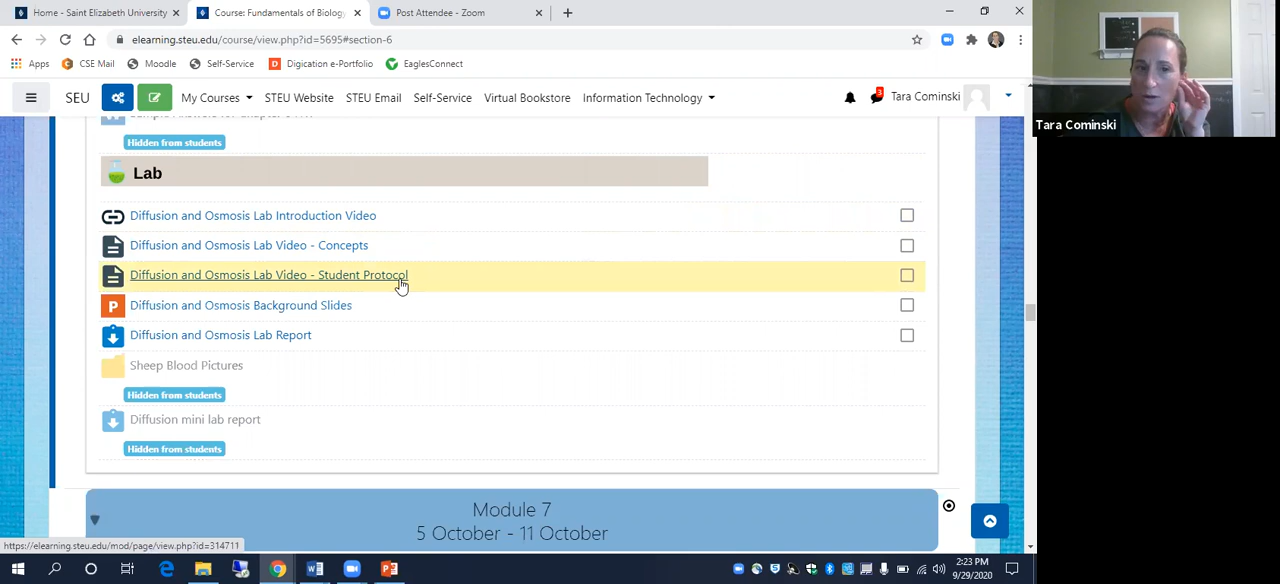 Home - Saint Elizabeth University
Course: Fundamentals of Biology
Post Attendee - Zoom
elearning.steu.edu/course/view.php?id=5695#section-6
Apps CSE Mail Moodle Self-Service Digication e-Portfolio EaglesConnect
SEU My Courses STEU Website STEU Email Self-Service Virtual Bookstore Information Technology 3 Tara Cominski
Tara Cominski
Hidden from students
Lab
Diffusion and Osmosis Lab Introduction Video
Diffusion and Osmosis Lab Video - Concepts
Diffusion and Osmosis Lab Video - Student Protocol
Diffusion and Osmosis Background Slides
Diffusion and Osmosis Lab Report
Sheep Blood Pictures
Hidden from students
Diffusion mini lab report
Hidden from students
Module 7
5 October - 11 October
https://elearning.steu.edu/mod/page/view.php?id=314711
2:23 PM
9/29/2020